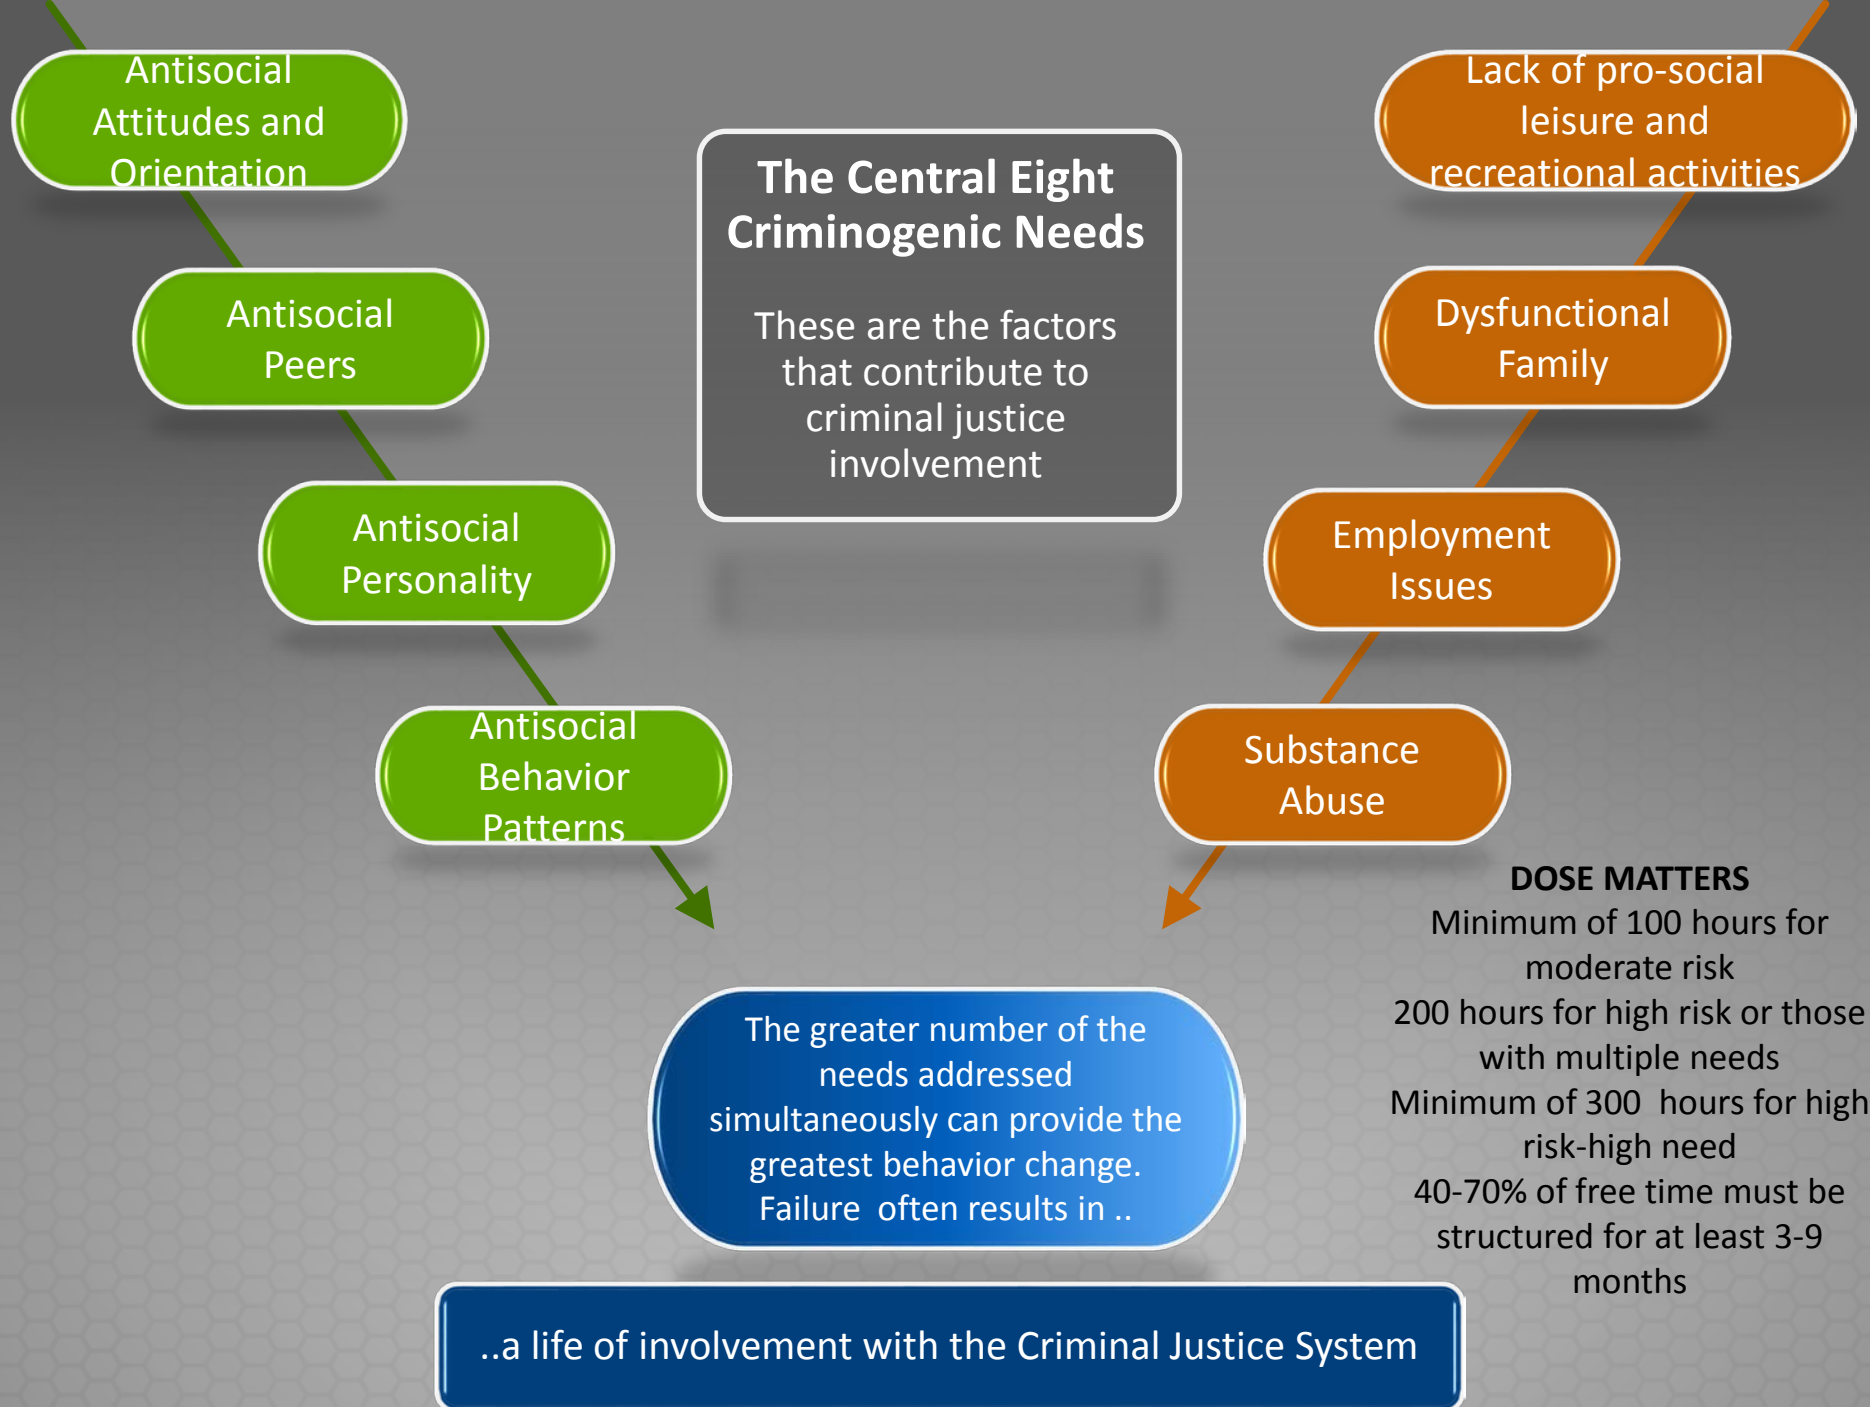 Antisocial
Attitudes and
Orientation
Antisocial
Peers
Antisocial
Personality
Antisocial
Behavior
Patterns
The Central Eight
Criminogenic Needs
These are the factors
that contribute to
criminal justice
involvement
Lack of pro-social
leisure and
recreational activities
Dysfunctional
Family
Employment
Issues
Substance
Abuse
DOSE MATTERS
Minimum of 100 hours for
moderate risk
200 hours for high risk or those
with multiple needs
Minimum of 300  hours for high
risk-high need
40-70% of free time must be
structured for at least 3-9
months
The greater number of the
needs addressed
simultaneously can provide the
greatest behavior change.
Failure  often results in ..
..a life of involvement with the Criminal Justice System